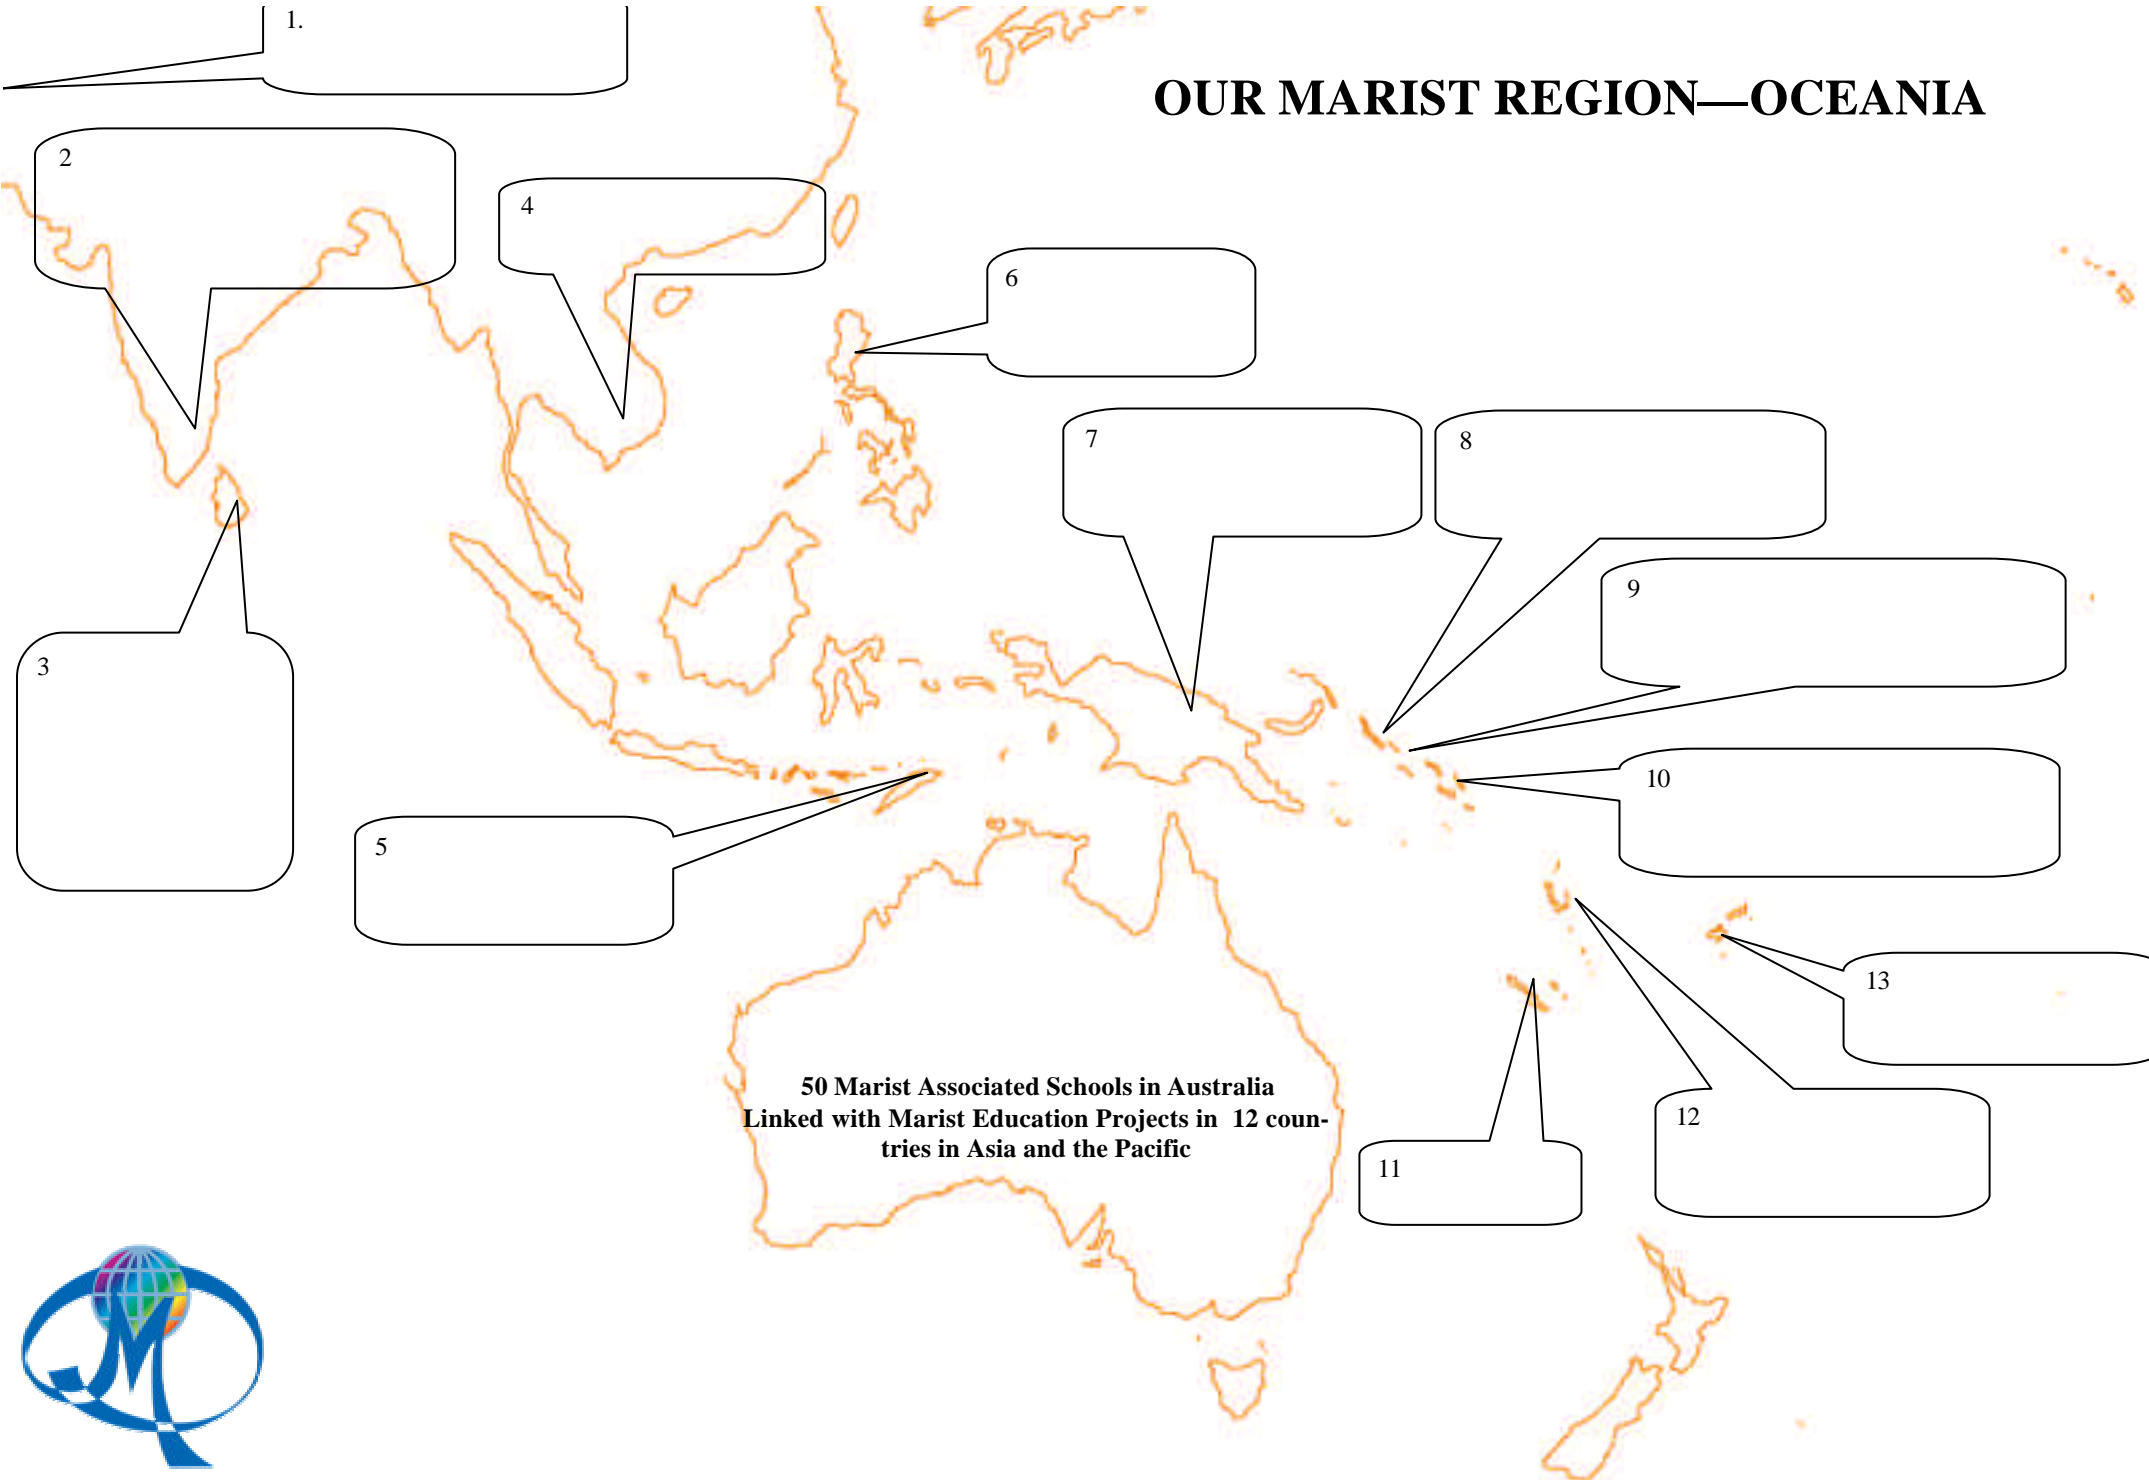 1.
OUR MARIST REGION—OCEANIA
2
4
6
7
8
9
3
10
5
13
50 Marist Associated Schools in Australia
Linked with Marist Education Projects in  12 coun-
tries in Asia and the Pacific
12
11
M